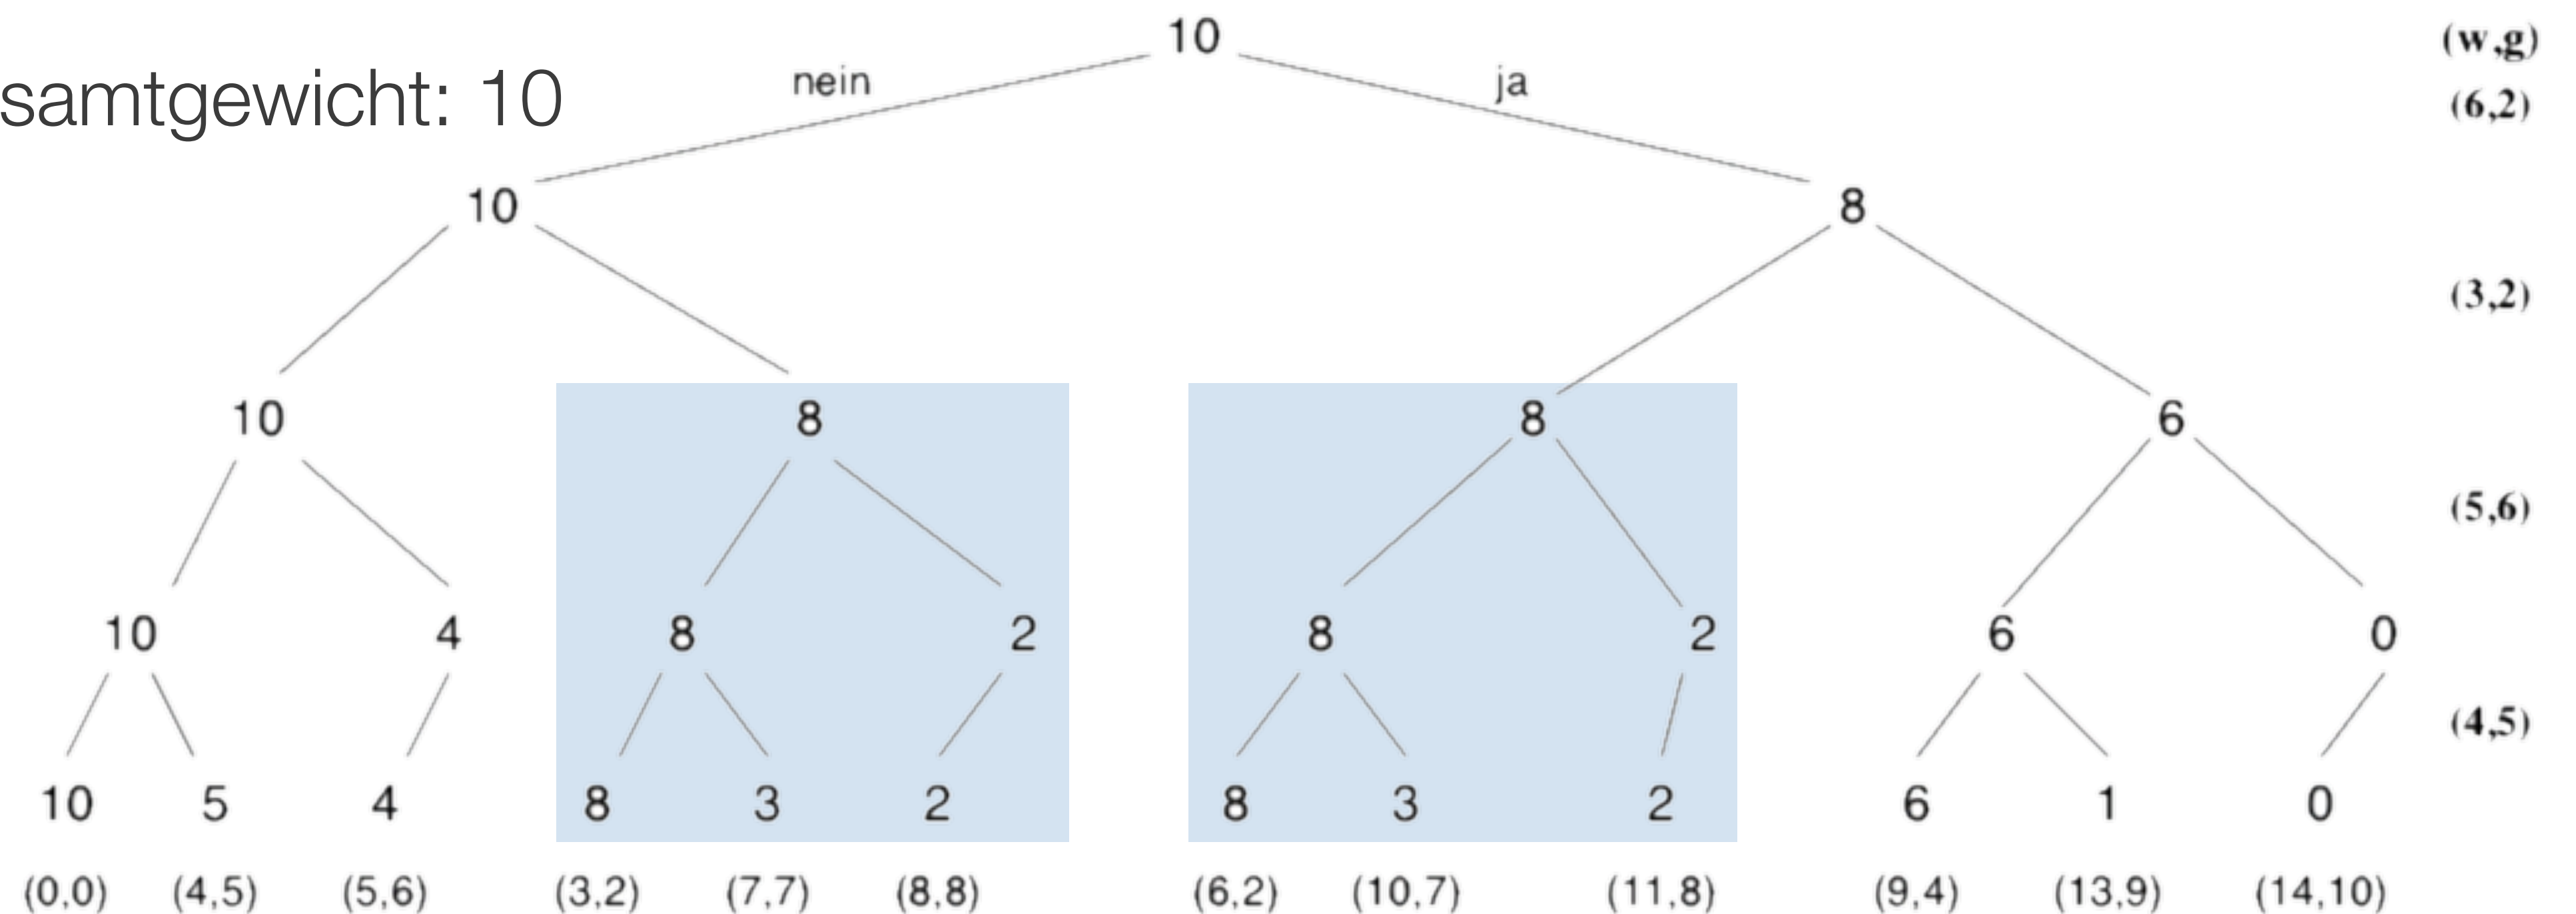 10 (w,g)
samtgewicht: 10 nein ja (6,2)
10 8
(3,2)
10 8 8 6
(5,6)
10 4 8 2 8 2 6 0
(4,5)
10 5 4 8 3 2 8 3 2 6 1 0
(0,0) (4,5) (5,6) (3,2) (7,7) (8,8) (6,2) (10,7) (11,8) (9,4) (13,9) (14,10)